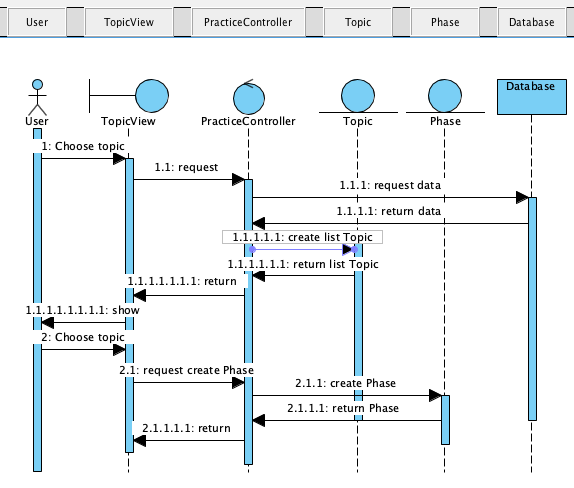 User TopicView PracticeController Topic Phase Database
Database
User TopicView PracticeController Topic Phase
1: Choose topic
1.1: request
1.1.1: request data
1.1.1.1: return data
1.1.1.1.1: create list Topic
1.1.1.1.1.1: return list Topic
1.1.1.1.1.1.1: return
1.1.1.1.1.1.1.1: show
2: Choose topic
2.1: request create Phase
2.1.1: create Phase
2.1.1.1: return Phase
2.1.1.1.1: return